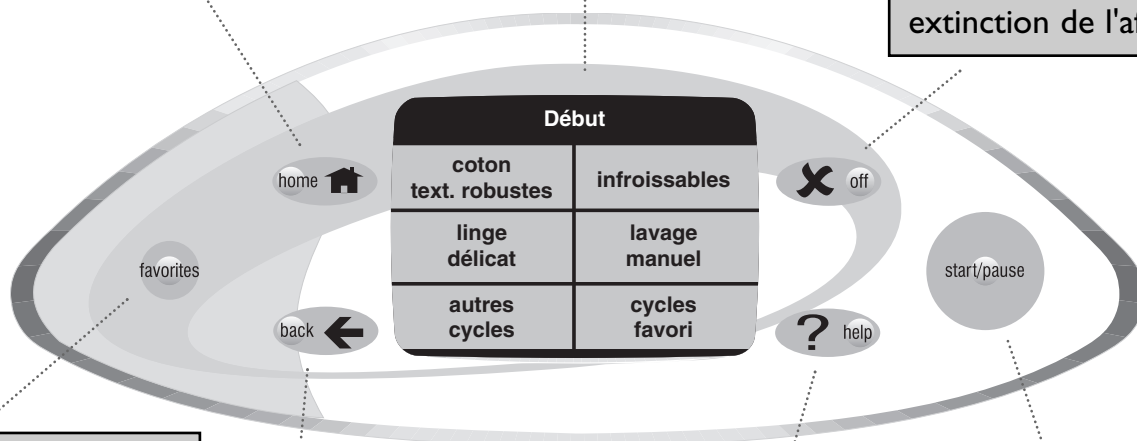 extinction de l'af
Début
coton
text. robustes
infroissables
home
off
linge
délicat
lavage
manuel
favorites
start/pause
autres
cycles
cycles
favori
back
? help